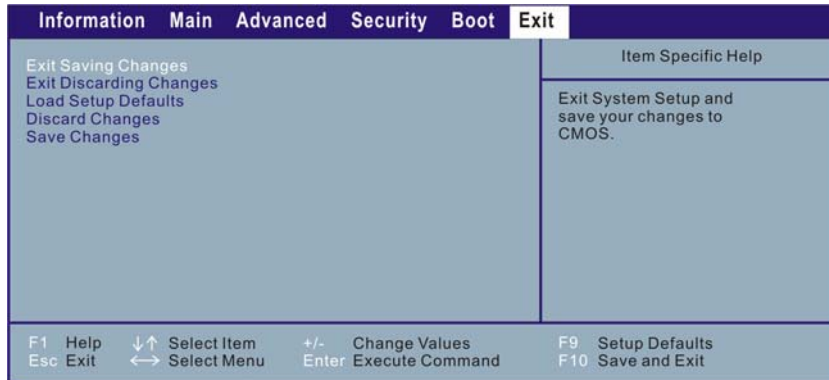 Information Main Advanced Security Boot Exit
Exit Saving Changes
Exit Discarding Changes
Load Setup Defaults
Discard Changes
Save Changes
Item Specific Help
Exit System Setup and
save your changes to
CMOS.
F1 Help ↓↑ Select Item +/- Change Values F9 Setup Defaults
Esc Exit ↔ Select Menu Enter Execute Command F10 Save and Exit